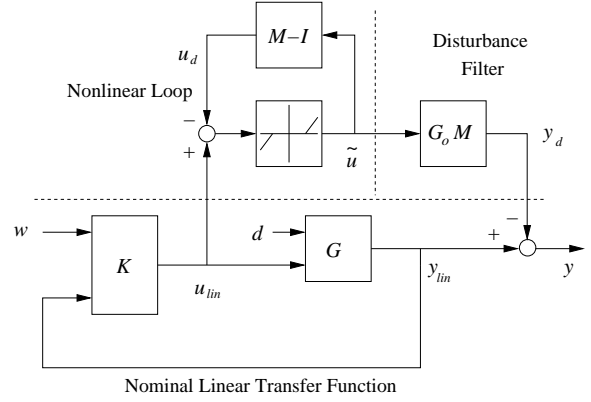 M−I
u_d
Disturbance
Filter
Nonlinear Loop
−
+
ũ
G_o M
y_d
w
K
u_lin
d
G
y_lin
−
+
y
Nominal Linear Transfer Function